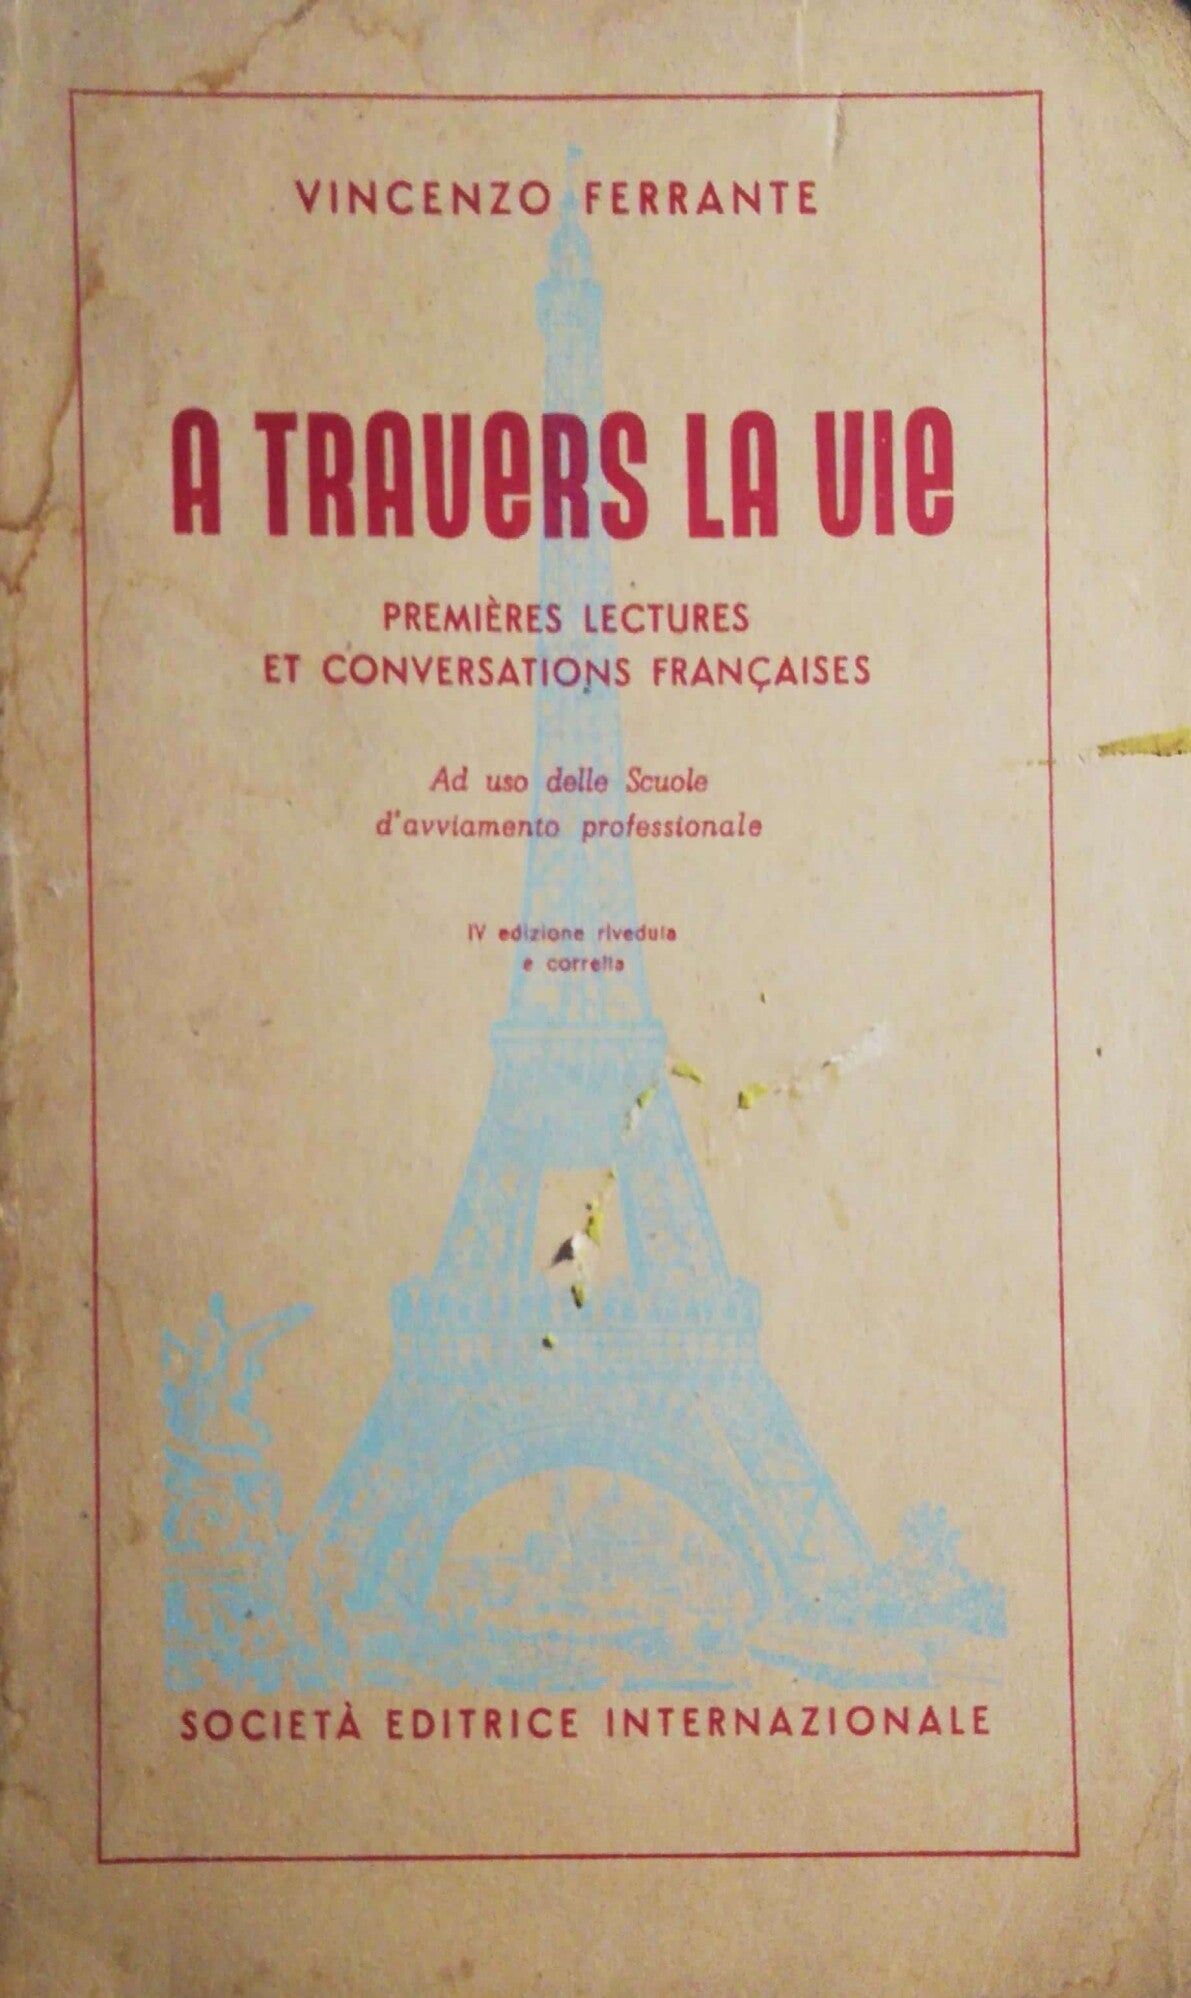 VINCENZO FERRANTE
A TRAVERS LA VIE
PREMIÈRES LECTURES
ET CONVERSATIONS FRANÇAISES
Ad uso delle Scuole
d'avviamento professionale
IV edizione riveduta
e corretta
SOCIETÀ EDITRICE INTERNAZIONALE